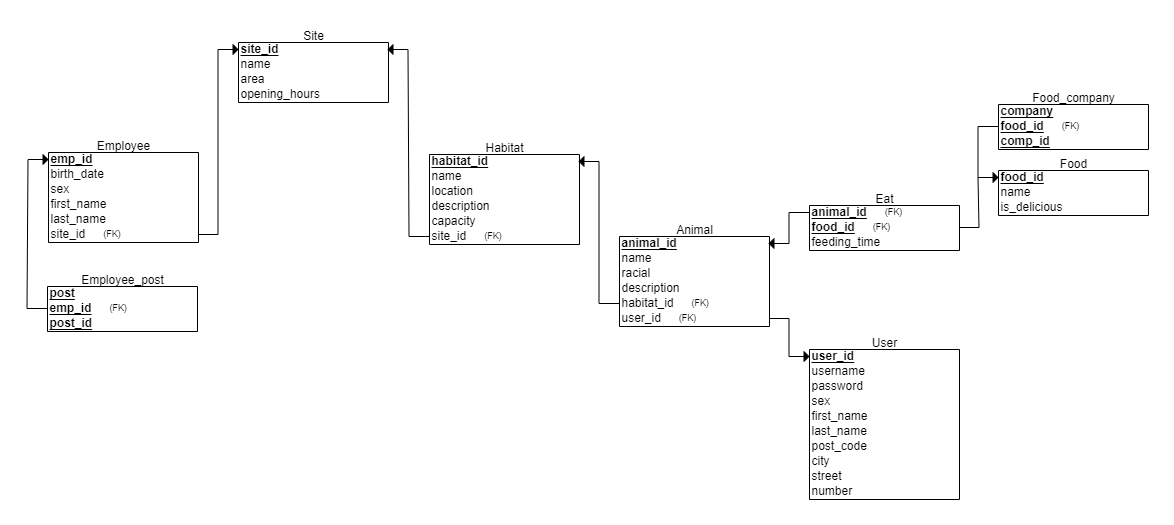 Site
site_id
name
area
opening_hours
Employee
emp_id
birth_date
sex
first_name
last_name
site_id (FK)
Employee_post
post
emp_id (FK)
post_id
Habitat
habitat_id
name
location
description
capacity
site_id (FK)
Animal
animal_id
name
racial
description
habitat_id (FK)
user_id (FK)
Eat
animal_id (FK)
food_id (FK)
feeding_time
Food_company
company
food_id (FK)
comp_id
Food
food_id
name
is_delicious
User
user_id
username
password
sex
first_name
last_name
post_code
city
street
number